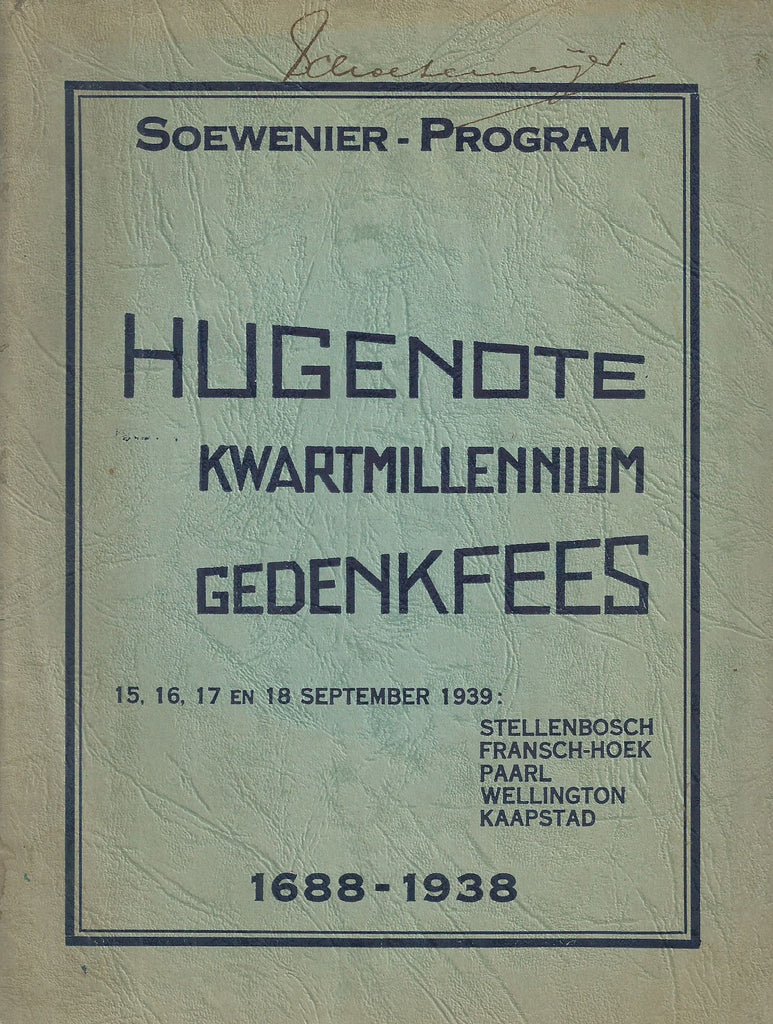 SOEWENIER - PROGRAM
HUGENOTE
KWARTMILLENNIUM
GEDENKFEES
15, 16, 17 EN 18 SEPTEMBER 1939:
STELLENBOSCH
FRANSCH-HOEK
PAARL
WELLINGTON
KAAPSTAD
1688 - 1938